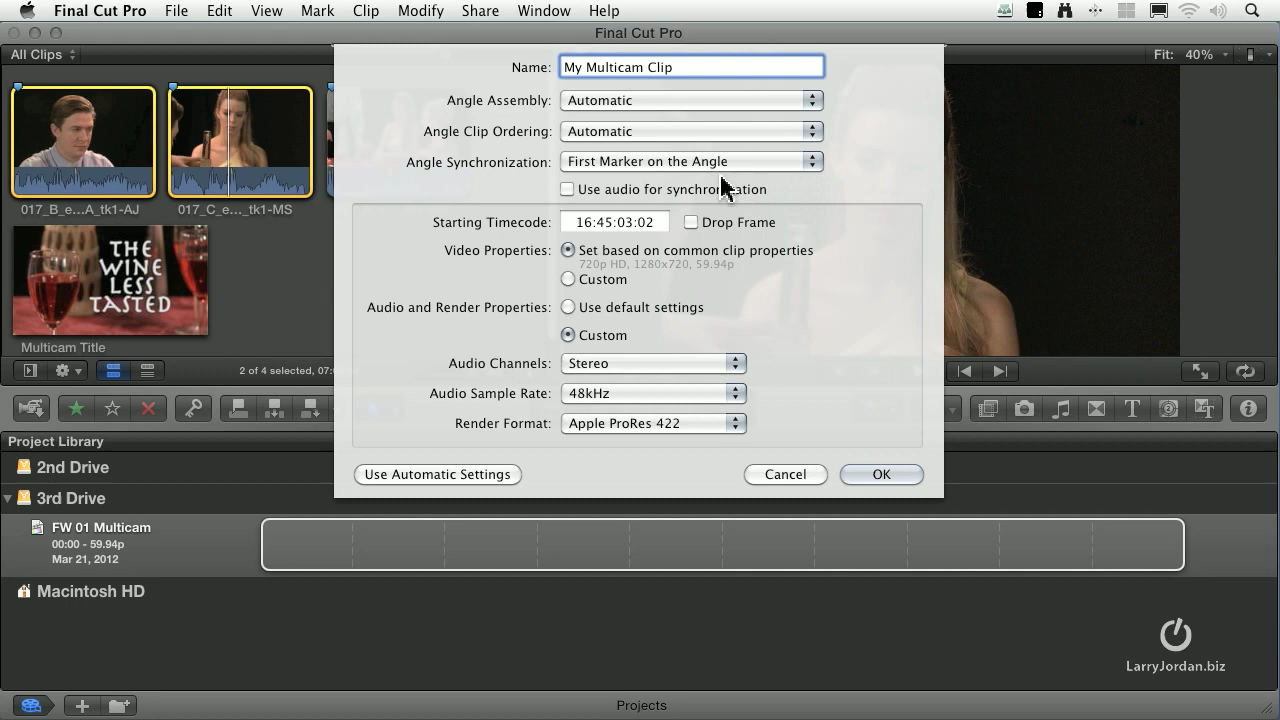 Final Cut Pro File Edit View Mark Clip Modify Share Window Help
Final Cut Pro
All Clips
Fit: 40%
Name: My Multicam Clip
Angle Assembly: Automatic
Angle Clip Ordering: Automatic
Angle Synchronization: First Marker on the Angle
Use audio for synchronization
017_B_e...A_tk1-AJ
017_C_e..._tk1-MS
THE
WINE
LESS
TASTED
Multicam Title
Starting Timecode: 16:45:03:02 Drop Frame
Video Properties: Set based on common clip properties
720p HD, 1280x720, 59.94p
Custom
Audio and Render Properties: Use default settings
Custom
Audio Channels: Stereo
Audio Sample Rate: 48kHz
Render Format: Apple ProRes 422
Use Automatic Settings Cancel OK
2 of 4 selected, 07:
Project Library
2nd Drive
3rd Drive
FW 01 Multicam
00:00 - 59.94p
Mar 21, 2012
Macintosh HD
LarryJordan.biz
Projects